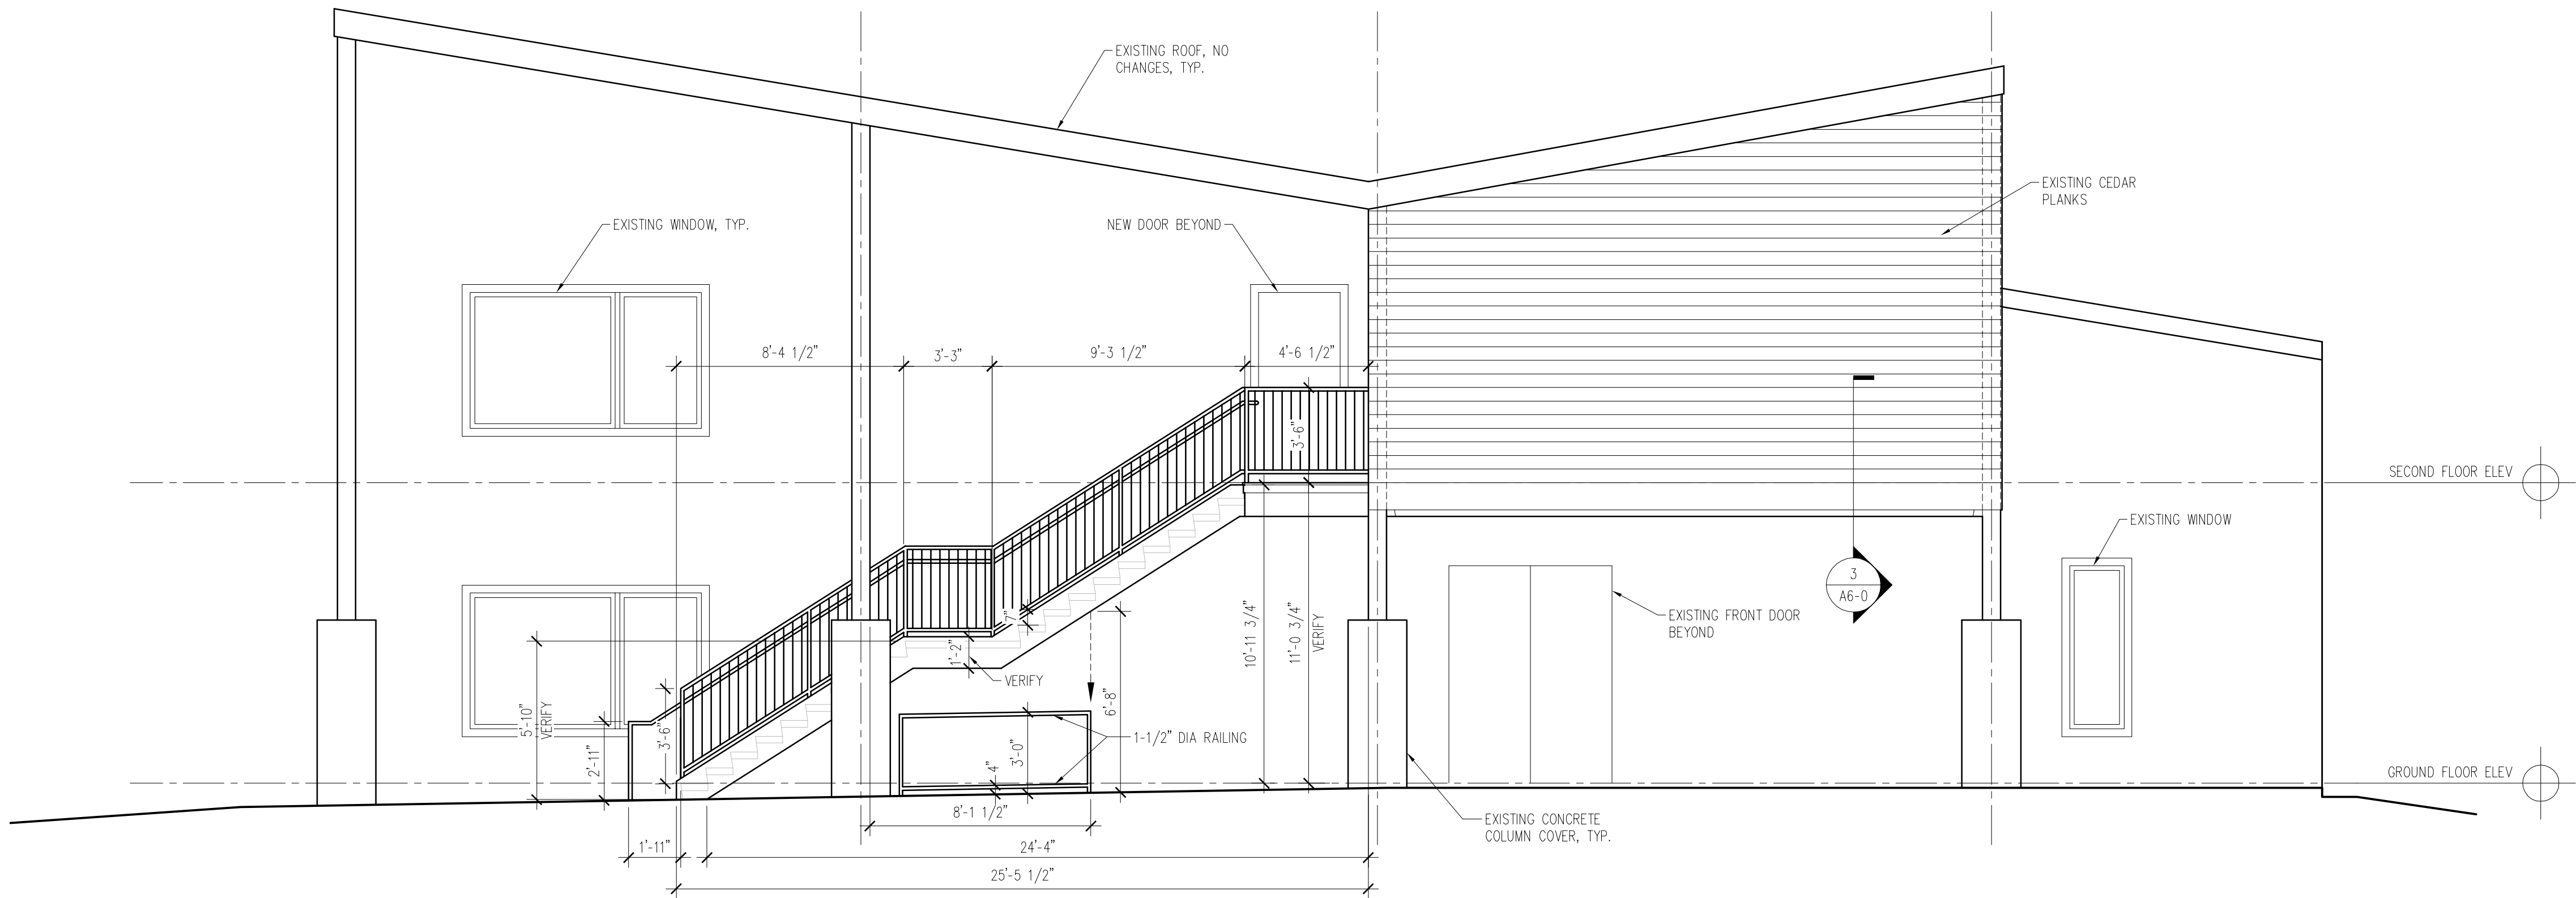 EXISTING ROOF, NO
CHANGES, TYP.
EXISTING CEDAR
PLANKS
EXISTING WINDOW, TYP.
NEW DOOR BEYOND
8'-4 1/2"
3'-3"
9'-3 1/2"
4'-6 1/2"
3'-6"
SECOND FLOOR ELEV
EXISTING WINDOW
3
A6-0
EXISTING FRONT DOOR
BEYOND
7"
1'-2"
VERIFY
10'-11 3/4"
11'-0 3/4"
VERIFY
6'-8"
5'-10"
VERIFY
3'-6"
2'-11"
1-1/2" DIA RAILING
3'-0"
4"
GROUND FLOOR ELEV
8'-1 1/2"
EXISTING CONCRETE
COLUMN COVER, TYP.
1'-11"
24'-4"
25'-5 1/2"